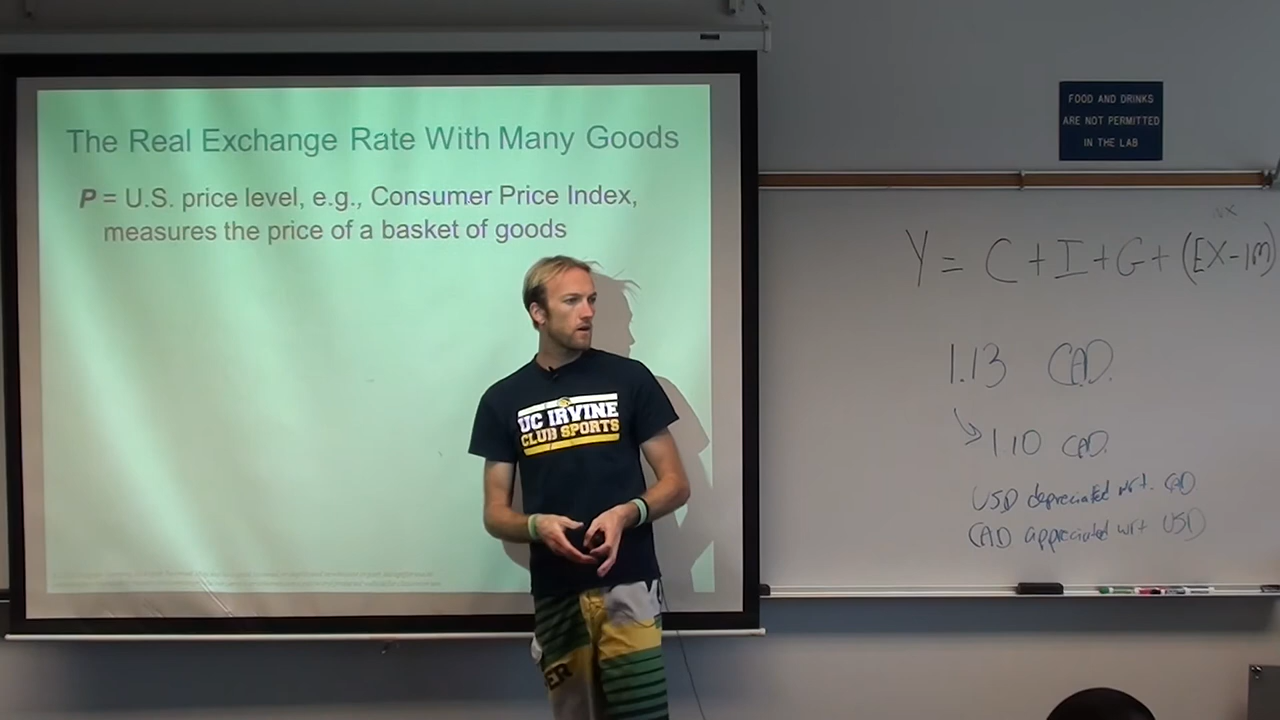 The Real Exchange Rate With Many Goods
P = U.S. price level, e.g., Consumer Price Index,
measures the price of a basket of goods
UC IRVINE
CLUB SPORTS
FOOD AND DRINKS
ARE NOT PERMITTED
IN THE LAB
NX
Y = C + I + G + (EX - IM)
1.13 CAD.
↘ 1.10 CAD.
USD depreciated wrt. CAD
CAD appreciated wrt USD